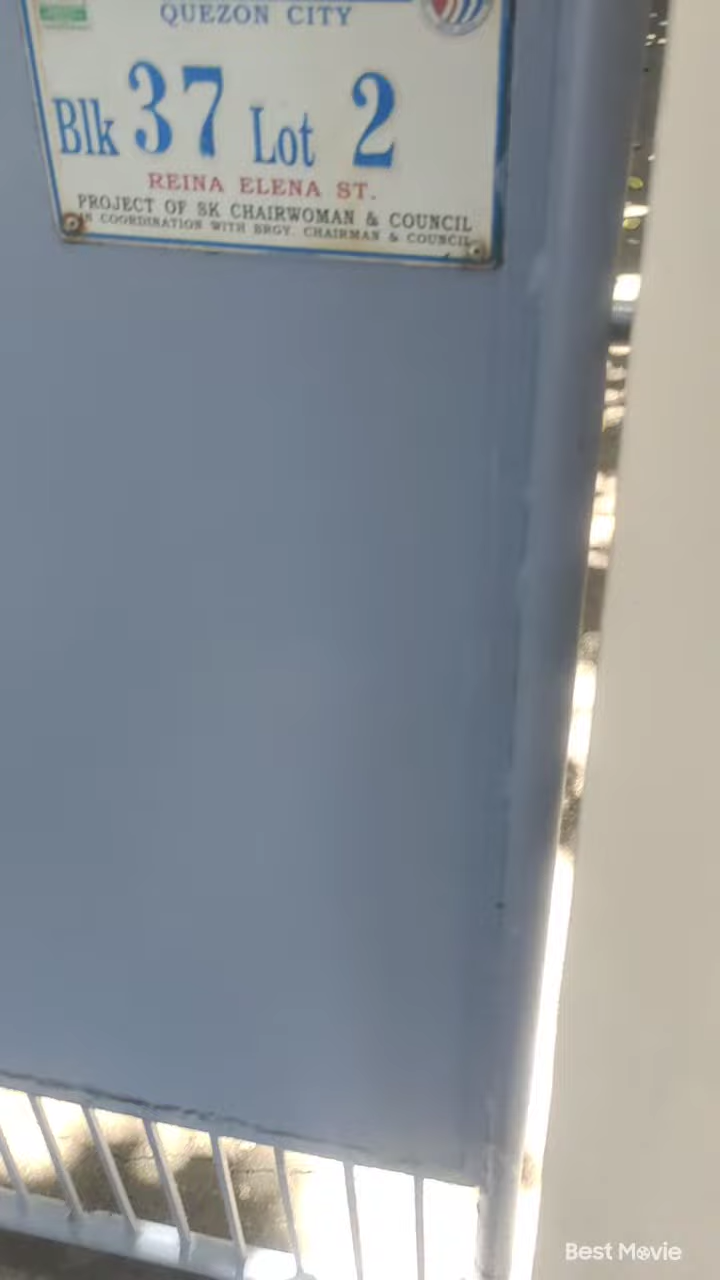 QUEZON CITY
Blk 37 Lot 2
REINA ELENA ST.
PROJECT OF SK CHAIRWOMAN & COUNCIL
IN COORDINATION WITH BRGY. CHAIRMAN & COUNCIL
Best Movie